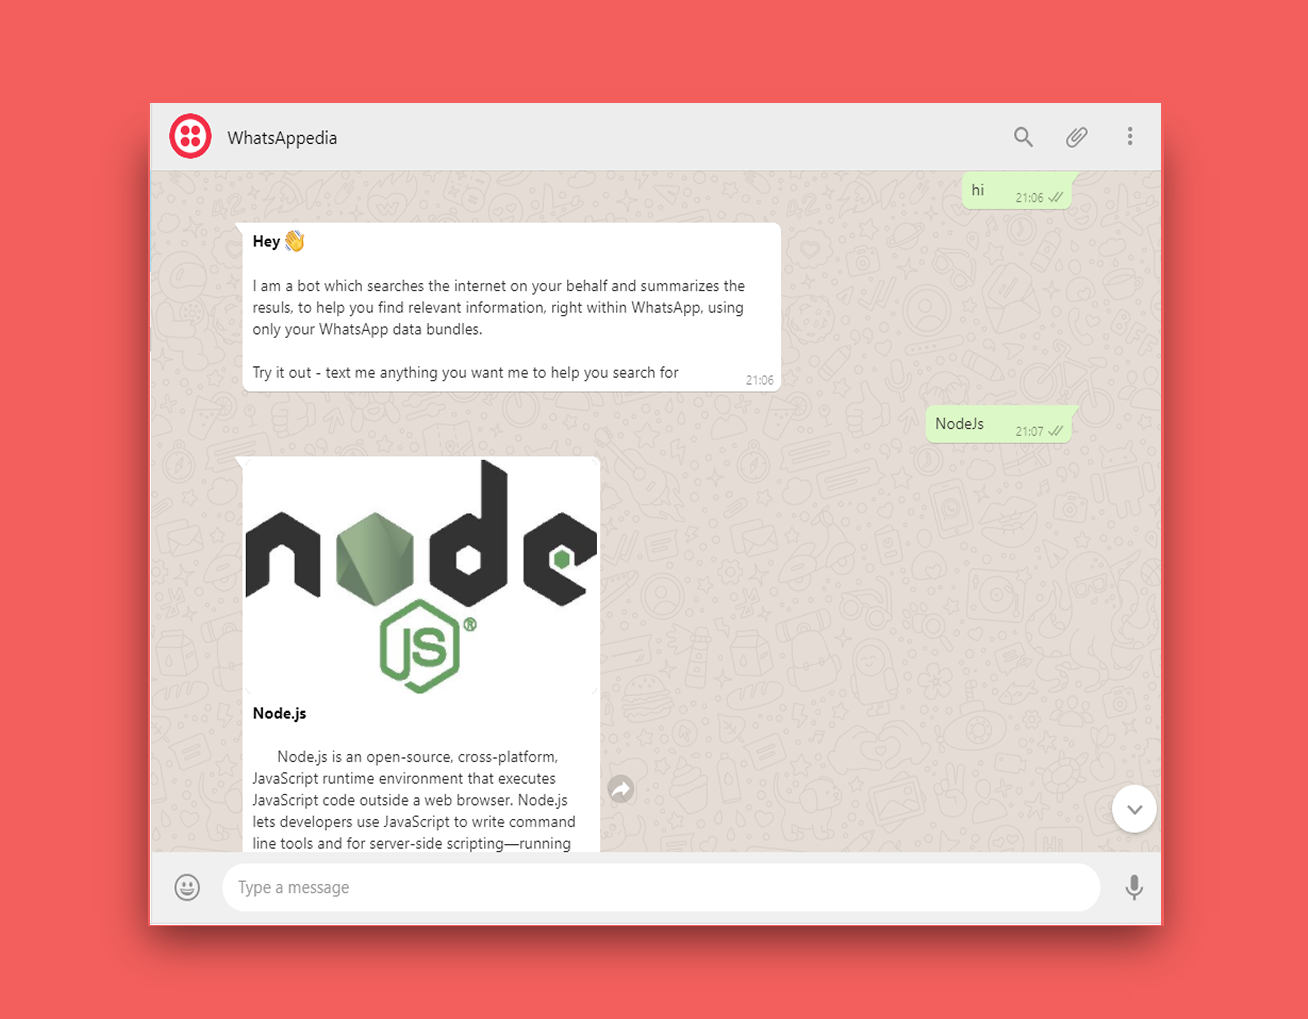 WhatsAppedia
hi
21:06
Hey 👋
I am a bot which searches the internet on your behalf and summarizes the
resuls, to help you find relevant information, right within WhatsApp, using
only your WhatsApp data bundles.
Try it out - text me anything you want me to help you search for
21:06
NodeJs
21:07
node
JS®
Node.js
Node.js is an open-source, cross-platform,
JavaScript runtime environment that executes
JavaScript code outside a web browser. Node.js
lets developers use JavaScript to write command
line tools and for server-side scripting—running
Type a message